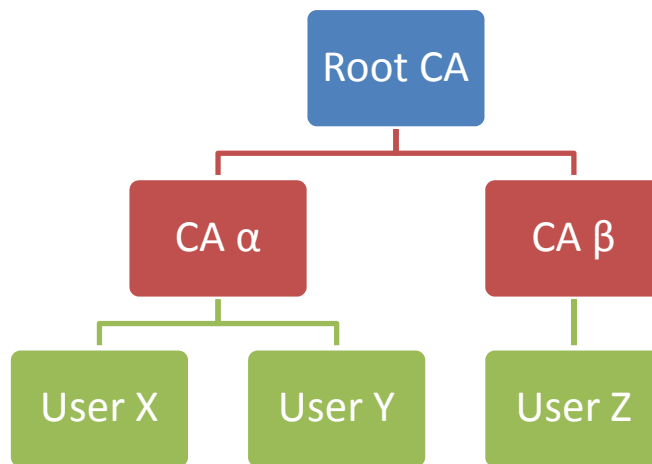 Root CA
CA α
CA β
User X
User Y
User Z